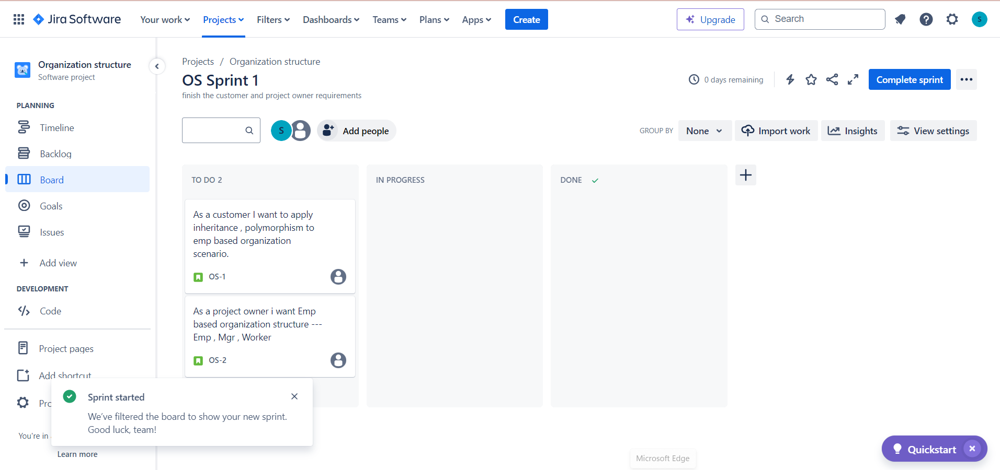 Jira Software
Your work
Projects
Filters
Dashboards
Teams
Plans
Apps
Create
Upgrade
Search
S
Organization structure
Software project
PLANNING
Timeline
Backlog
Board
Goals
Issues
Add view
DEVELOPMENT
Code
Project pages
Add shortcut
Pro
You're in
Learn more
Projects / Organization structure
OS Sprint 1
finish the customer and project owner requirements
0 days remaining
Complete sprint
S
Add people
GROUP BY
None
Import work
Insights
View settings
TO DO 2
As a customer I want to apply
inheritance , polymorphism to
emp based organization
scenario.
OS-1
As a project owner i want Emp
based organization structure ---
Emp , Mgr , Worker
OS-2
IN PROGRESS
DONE
Sprint started
We've filtered the board to show your new sprint.
Good luck, team!
Microsoft Edge
Quickstart